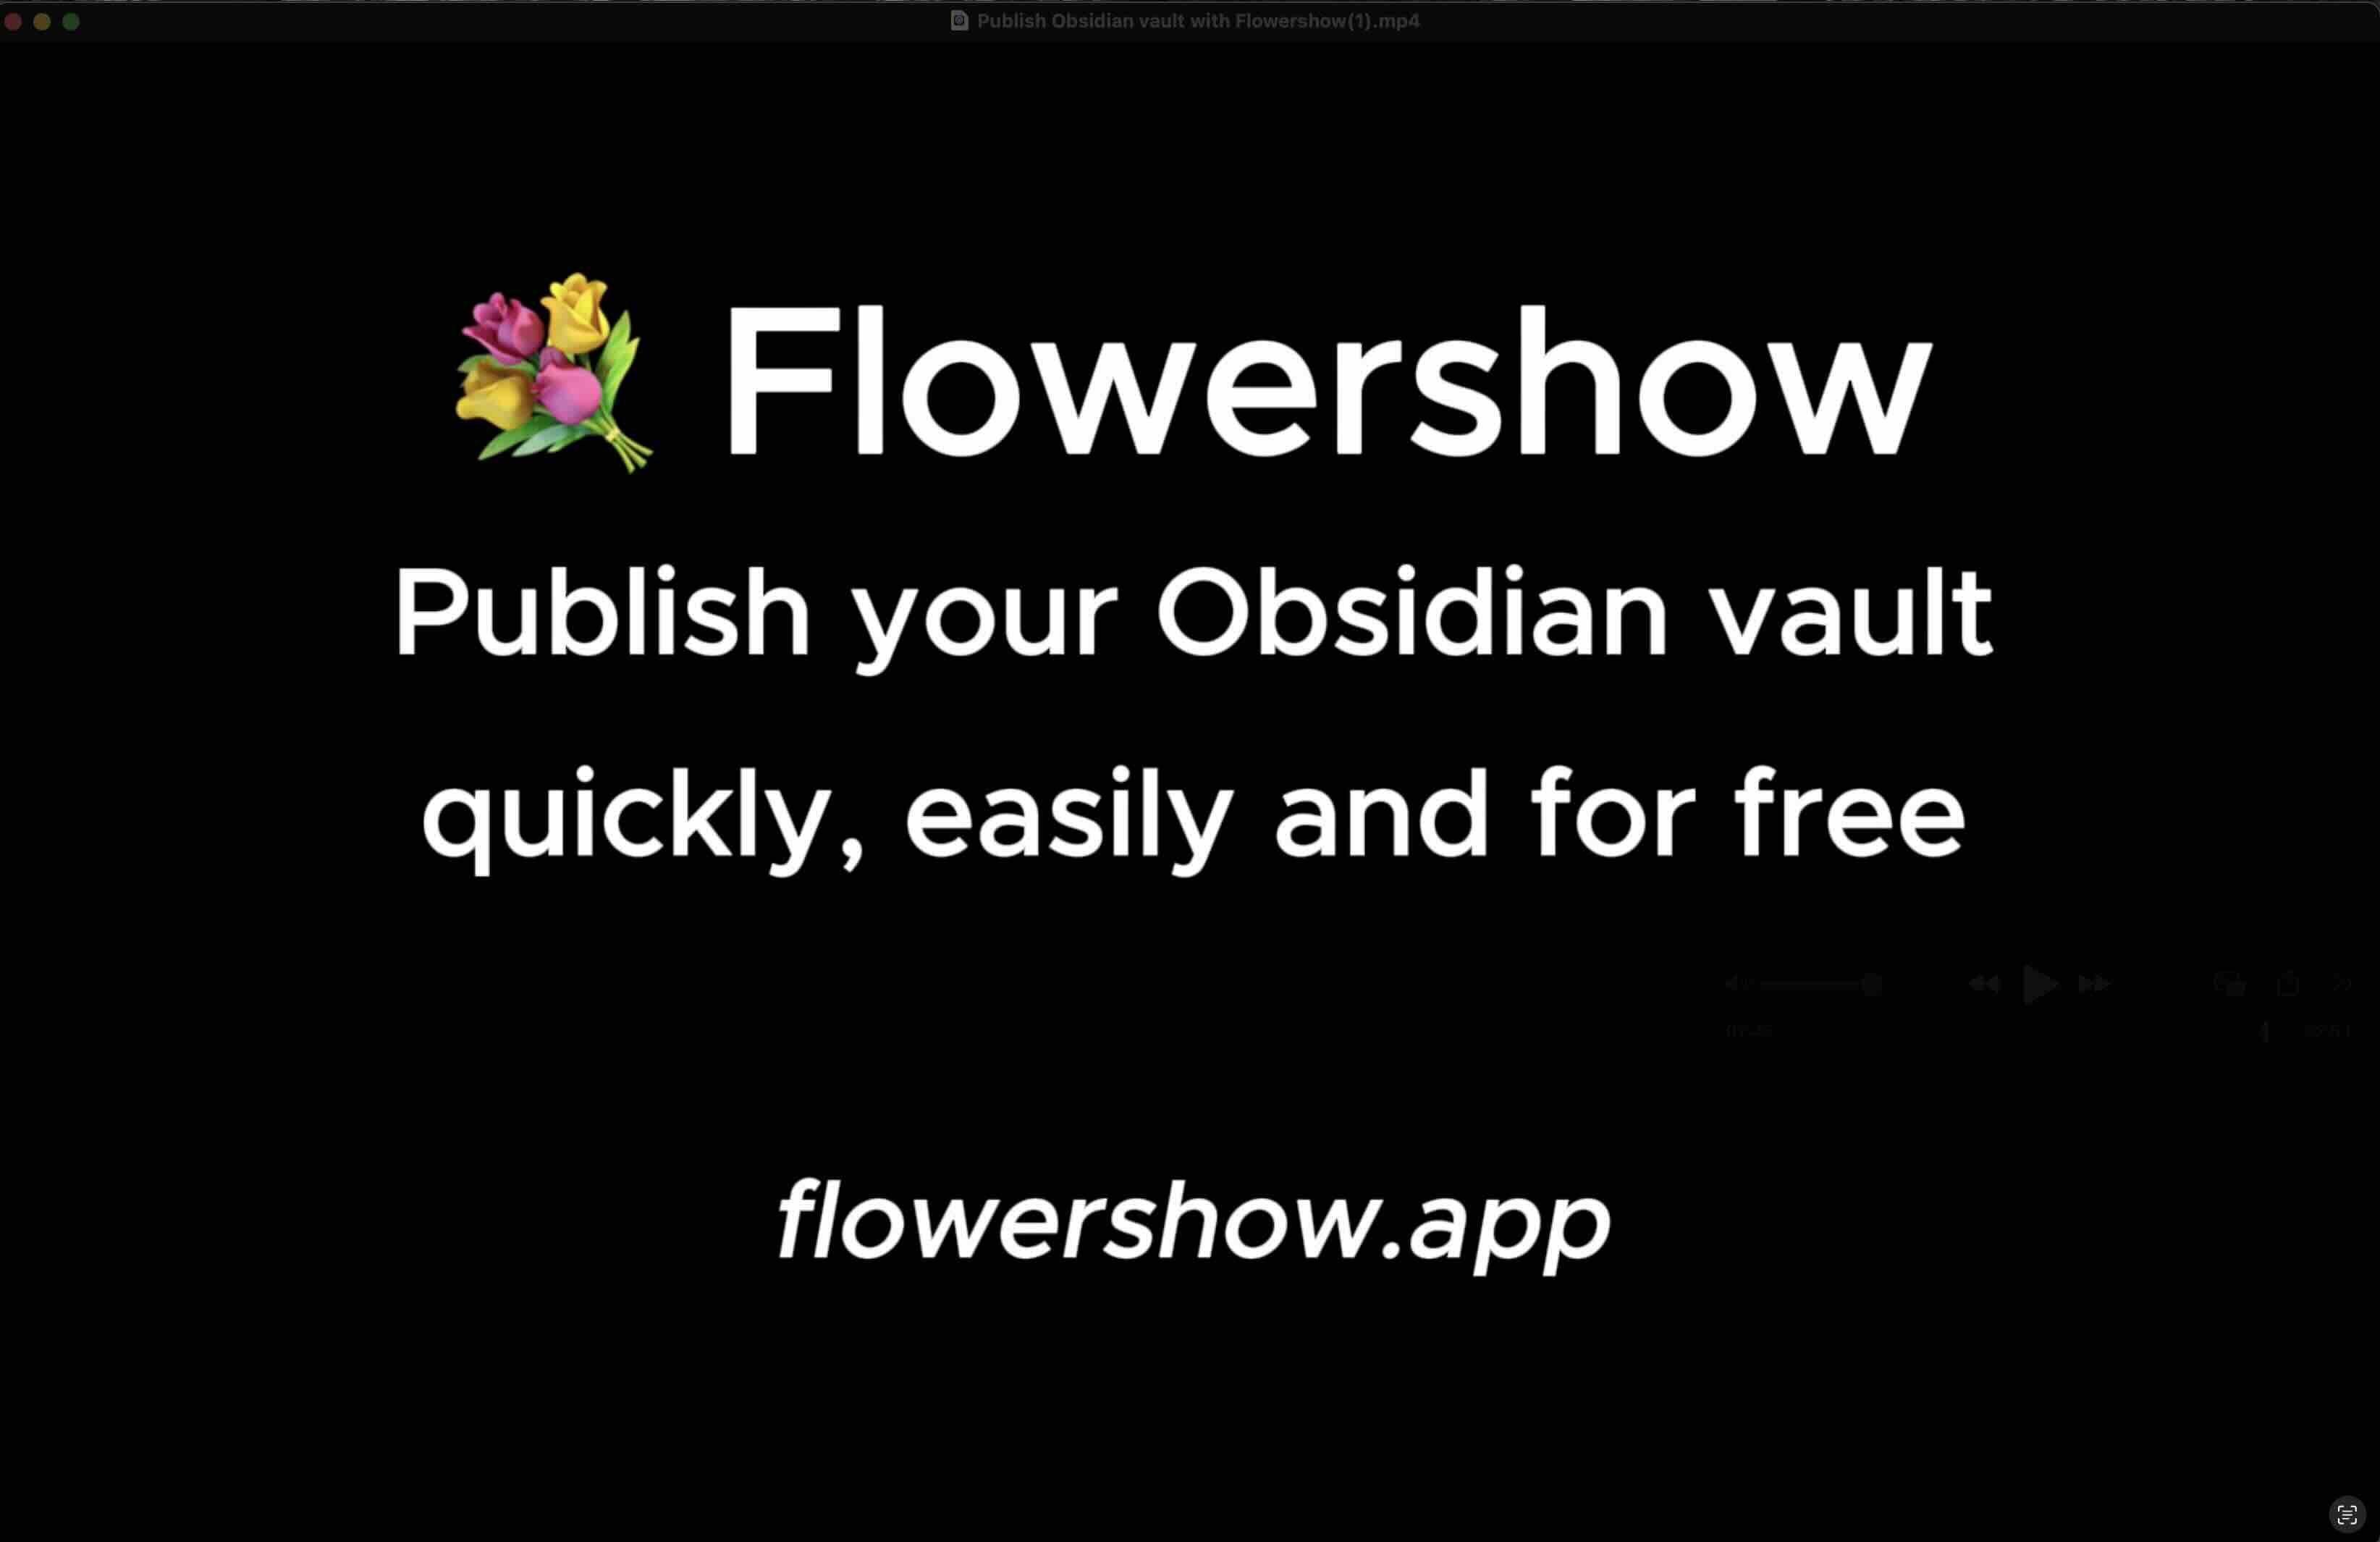 Publish Obsidian vault with Flowershow(1).mp4
Flowershow
Publish your Obsidian vault
quickly, easily and for free
flowershow.app